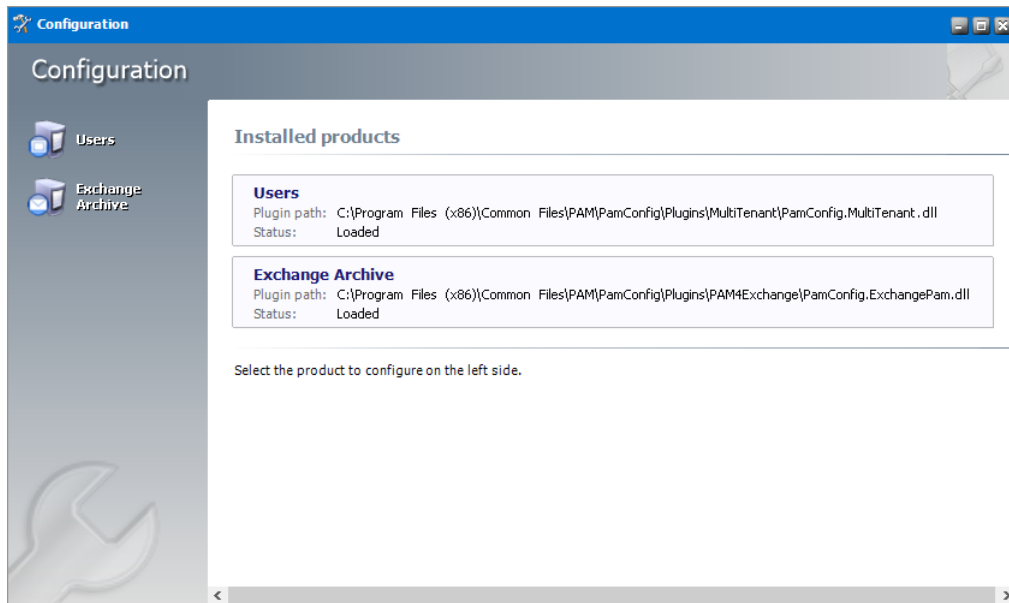 Configuration
Configuration
Users
Exchange
Archive
Installed products
Users
Plugin path: C:\Program Files (x86)\Common Files\PAM\PamConfig\Plugins\MultiTenant\PamConfig.MultiTenant.dll
Status: Loaded
Exchange Archive
Plugin path: C:\Program Files (x86)\Common Files\PAM\PamConfig\Plugins\PAM4Exchange\PamConfig.ExchangePam.dll
Status: Loaded
Select the product to configure on the left side.